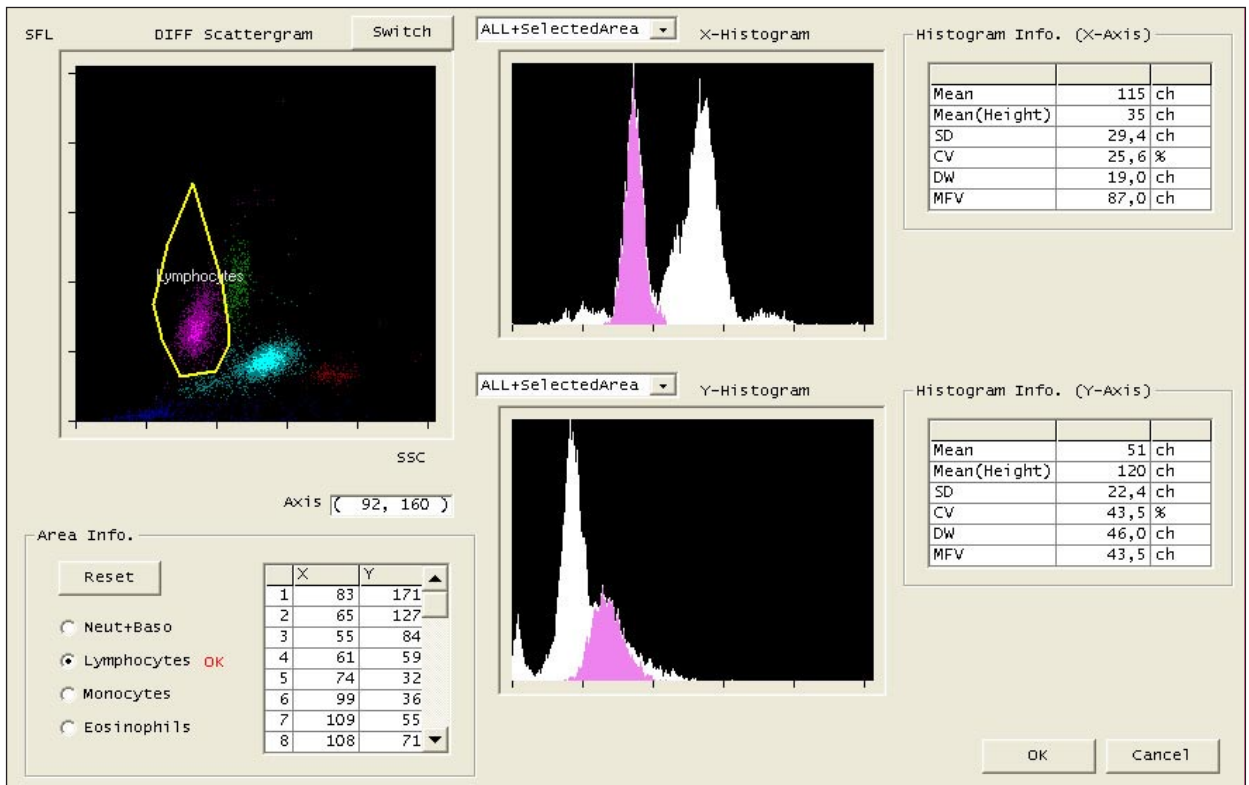 SFL DIFF Scattergram Switch
Lymphocytes
SSC
Axis ( 92, 160 )
ALL+SelectedArea X-Histogram
Histogram Info. (X-Axis)
Mean 115 ch
Mean(Height) 35 ch
SD 29,4 ch
CV 25,6 %
DW 19,0 ch
MFV 87,0 ch
ALL+SelectedArea Y-Histogram
Histogram Info. (Y-Axis)
Mean 51 ch
Mean(Height) 120 ch
SD 22,4 ch
CV 43,5 %
DW 46,0 ch
MFV 43,5 ch
Area Info.
Reset
Neut+Baso
Lymphocytes OK
Monocytes
Eosinophils
X Y
1 83 171
2 65 127
3 55 84
4 61 59
5 74 32
6 99 36
7 109 55
8 108 71
OK Cancel